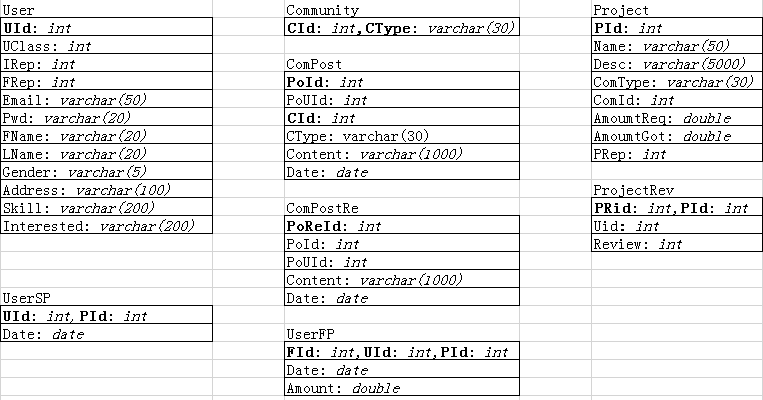 User
UId: int
UClass: int
IRep: int
FRep: int
Email: varchar(50)
Pwd: varchar(20)
FName: varchar(20)
LName: varchar(20)
Gender: varchar(5)
Address: varchar(100)
Skill: varchar(200)
Interested: varchar(200)
UserSP
UId: int, PId: int
Date: date
Community
CId: int, CType: varchar(30)
ComPost
PoId: int
PoUId: int
CId: int
CType: varchar(30)
Content: varchar(1000)
Date: date
ComPostRe
PoReId: int
PoId: int
PoUId: int
Content: varchar(1000)
Date: date
UserFP
FId: int, UId: int, PId: int
Date: date
Amount: double
Project
PId: int
Name: varchar(50)
Desc: varchar(5000)
ComType: varchar(30)
ComId: int
AmoumtReq: double
AmoumtGot: double
PRep: int
ProjectRev
PRid: int, PId: int
Uid: int
Review: int